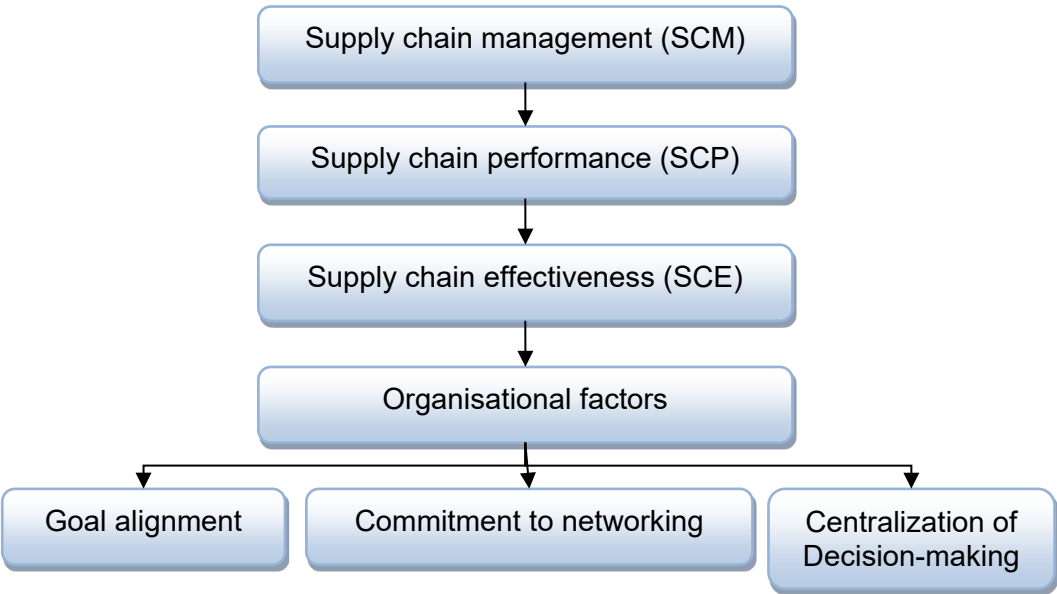 Supply chain management (SCM)
Supply chain performance (SCP)
Supply chain effectiveness (SCE)
Organisational factors
Goal alignment
Commitment to networking
Centralization of
Decision-making